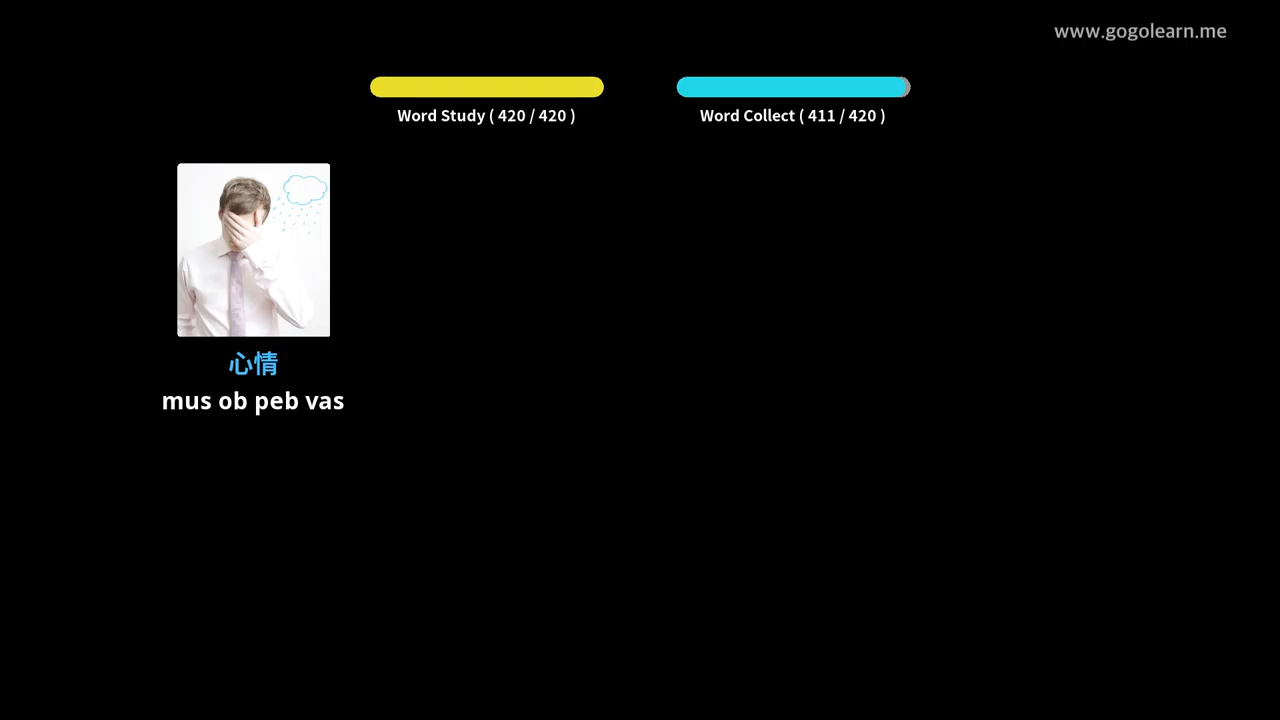 www.gogolearn.me
Word Study ( 420 / 420 )
Word Collect ( 411 / 420 )
心情
mus ob peb vas